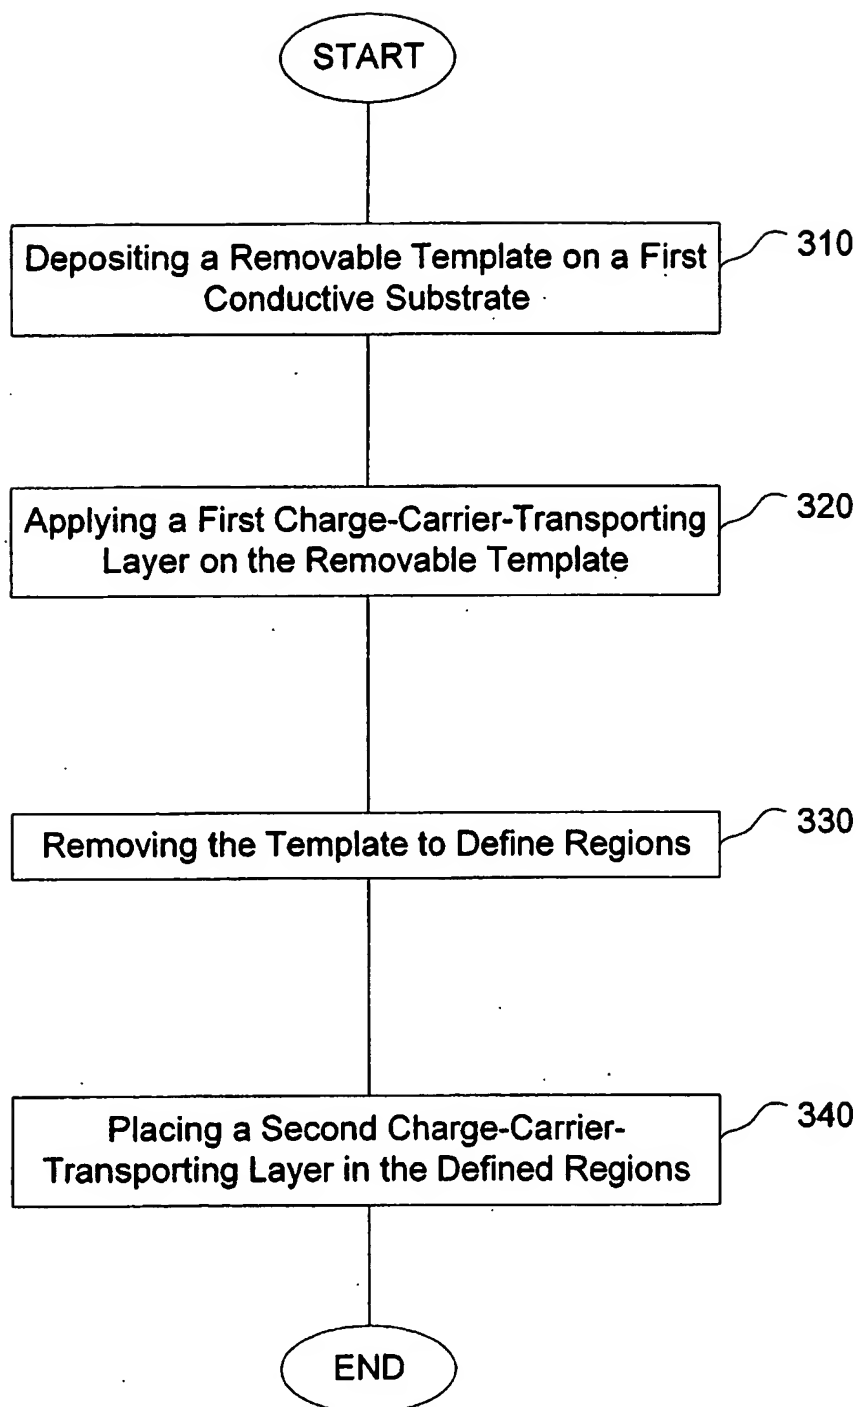 START
Depositing a Removable Template on a First
Conductive Substrate
310
Applying a First Charge-Carrier-Transporting
Layer on the Removable Template
320
Removing the Template to Define Regions
330
Placing a Second Charge-Carrier-
Transporting Layer in the Defined Regions
340
END